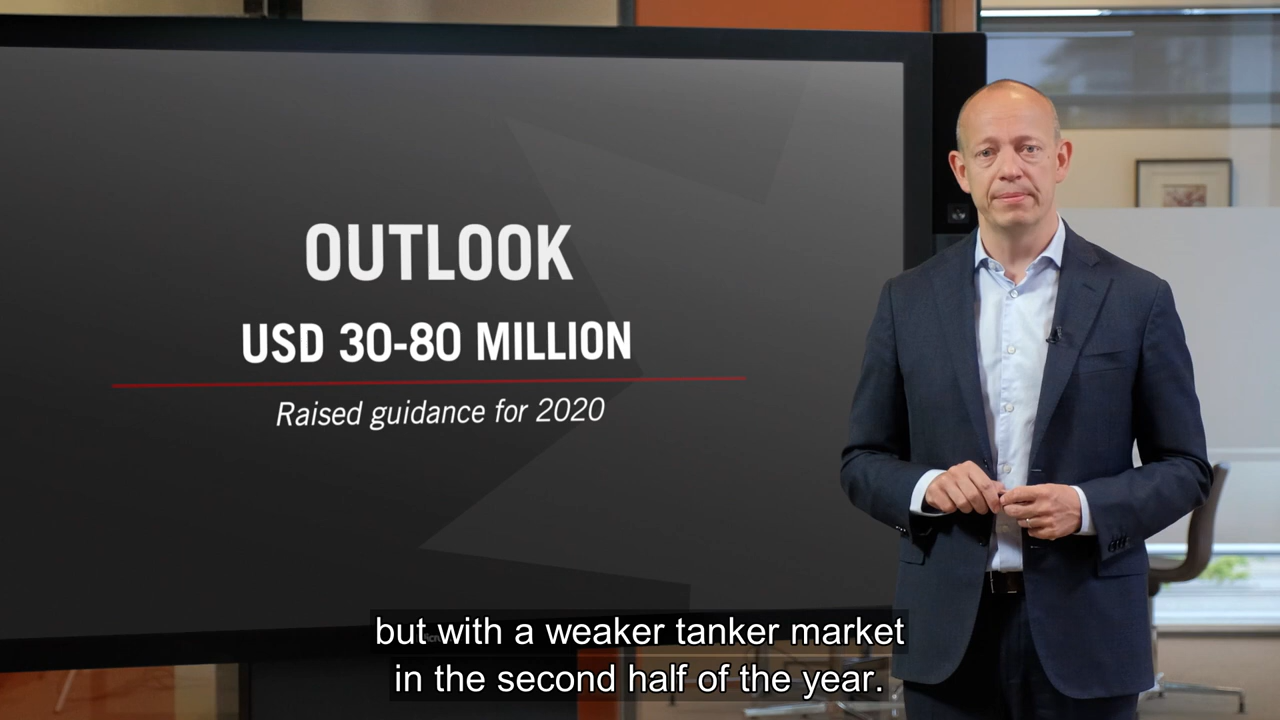 OUTLOOK
USD 30-80 MILLION
Raised guidance for 2020
but with a weaker tanker market
in the second half of the year.